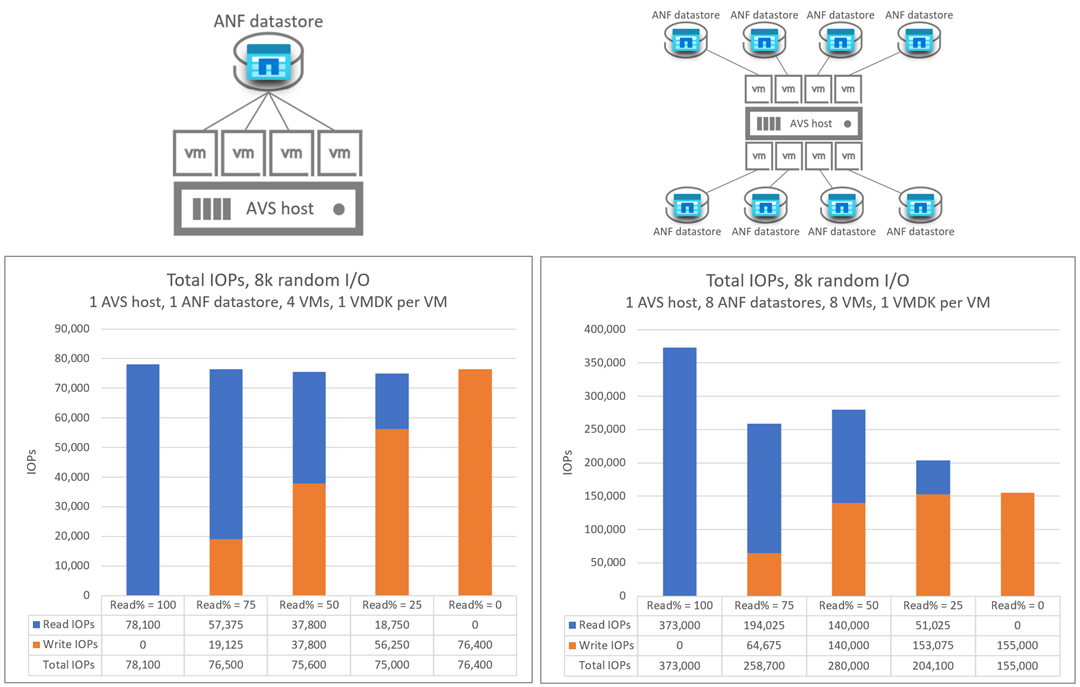 ANF datastore
vm vm vm vm
AVS host
ANF datastore ANF datastore ANF datastore ANF datastore
vm vm vm vm
AVS host
vm vm vm vm
ANF datastore ANF datastore ANF datastore ANF datastore
Total IOPs, 8k random I/O
1 AVS host, 1 ANF datastore, 4 VMs, 1 VMDK per VM
90,000
80,000
70,000
60,000
50,000
40,000
30,000
20,000
10,000
0
IOPs
Read% = 100 Read% = 75 Read% = 50 Read% = 25 Read% = 0
Read IOPs 78,100 57,375 37,800 18,750 0
Write IOPs 0 19,125 37,800 56,250 76,400
Total IOPs 78,100 76,500 75,600 75,000 76,400
Total IOPs, 8k random I/O
1 AVS host, 8 ANF datastores, 8 VMs, 1 VMDK per VM
400,000
350,000
300,000
250,000
200,000
150,000
100,000
50,000
0
IOPs
Read% = 100 Read% = 75 Read% = 50 Read% = 25 Read% = 0
Read IOPs 373,000 194,025 140,000 51,025 0
Write IOPs 0 64,675 140,000 153,075 155,000
Total IOPs 373,000 258,700 280,000 204,100 155,000